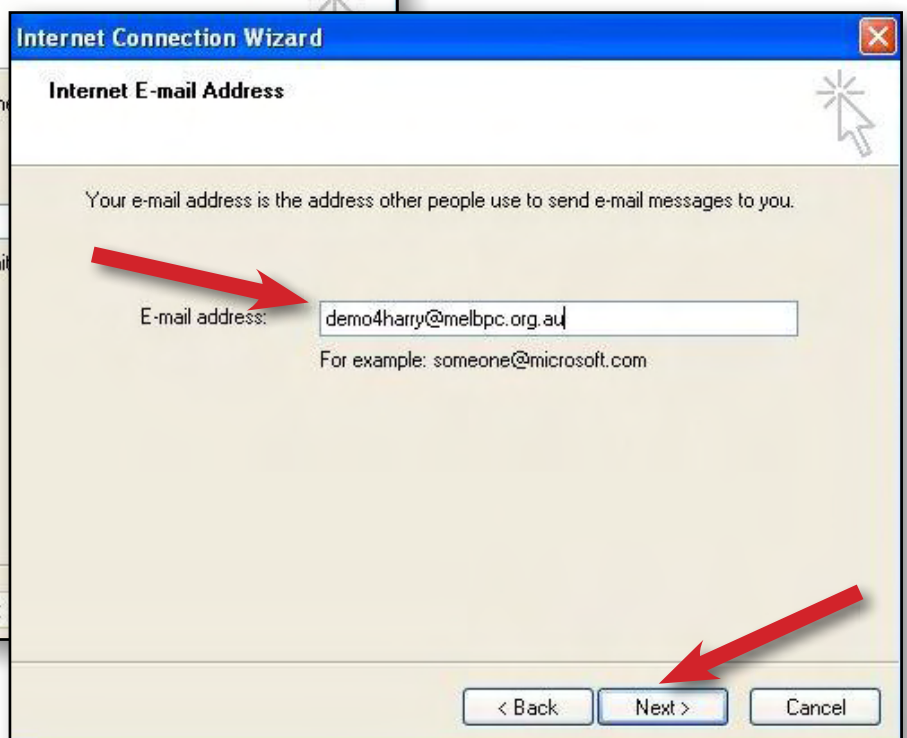 Internet Connection Wizard
Internet E-mail Address
Your e-mail address is the address other people use to send e-mail messages to you.
E-mail address: demo4harry@melbpc.org.au
For example: someone@microsoft.com
< Back Next > Cancel